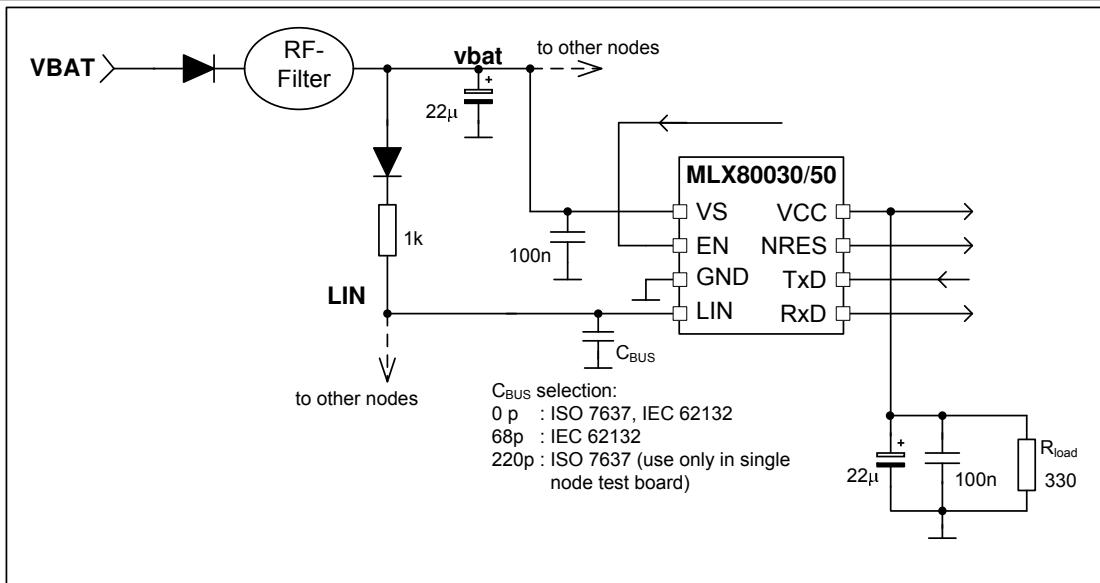 VBAT
RF-
Filter
vbat
to other nodes
+
22μ
1k
LIN
to other nodes
100n
MLX80030/50
VS
EN
GND
LIN
VCC
NRES
TxD
RxD
CBUS
CBUS selection:
0 p : ISO 7637, IEC 62132
68p : IEC 62132
220p : ISO 7637 (use only in single
node test board)
+
22μ
100n
Rload
330